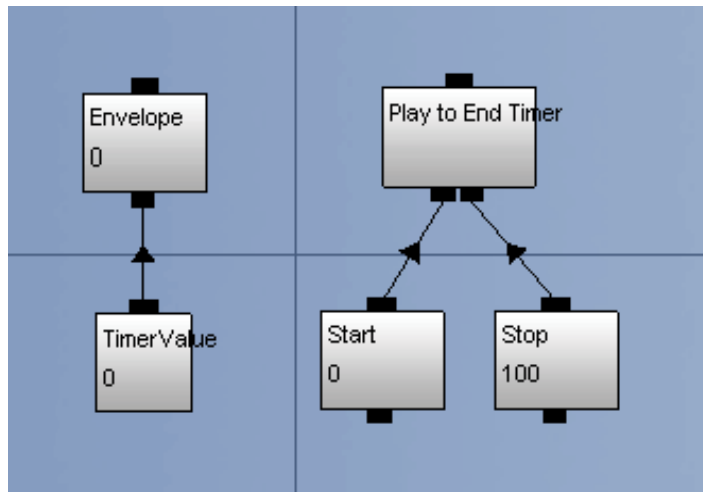 Envelope
0
Play to End Timer
TimerValue
0
Start
0
Stop
100